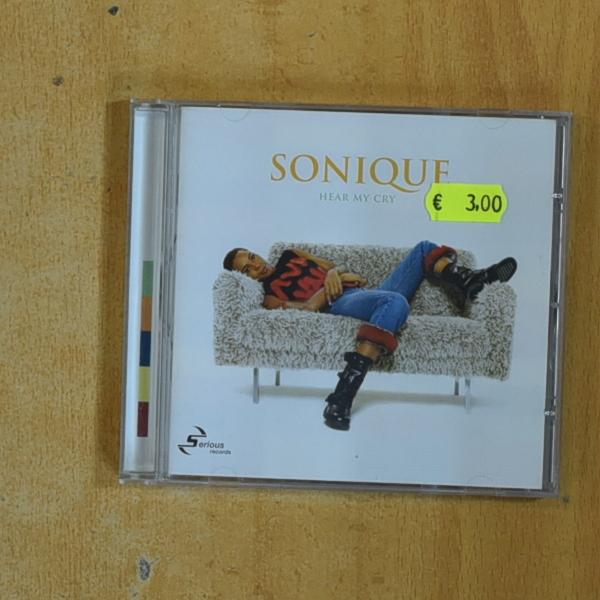 SONIQUE
HEAR MY CRY
€ 3,00
Serious
records